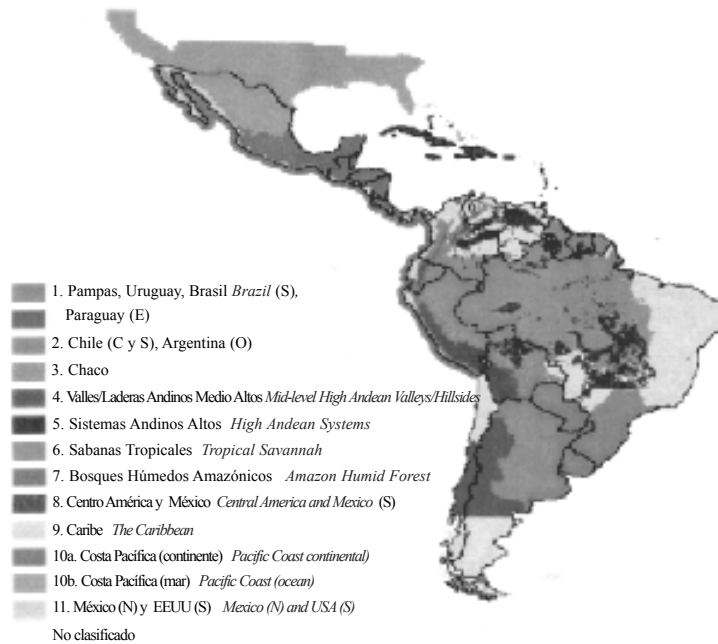 1. Pampas, Uruguay, Brasil Brazil (S),
Paraguay (E)
2. Chile (C y S), Argentina (O)
3. Chaco
4. Valles/Laderas Andinos Medio Altos Mid-level High Andean Valleys/Hillsides
5. Sistemas Andinos Altos High Andean Systems
6. Sabanas Tropicales Tropical Savannah
7. Bosques Húmedos Amazónicos Amazon Humid Forest
8. Centro América y México Central America and Mexico (S)
9. Caribe The Caribbean
10a. Costa Pacífica (continente) Pacific Coast continental)
10b. Costa Pacífica (mar) Pacific Coast (ocean)
11. México (N) y EEUU (S) Mexico (N) and USA (S)
No clasificado